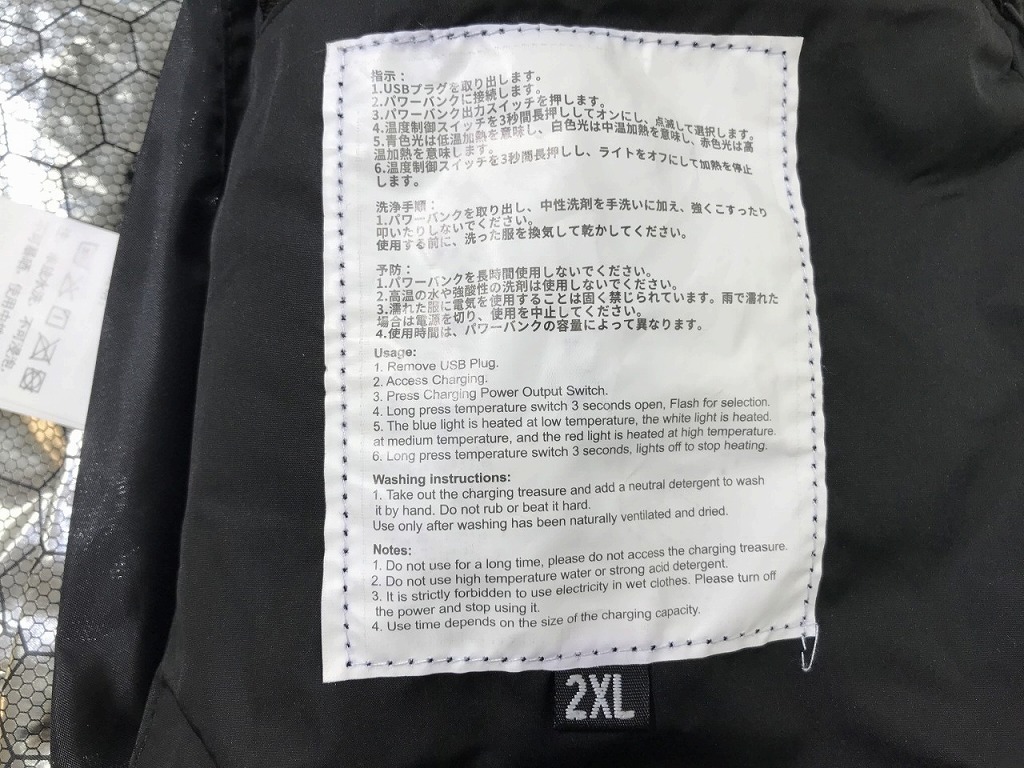 指示：
1.USBプラグを取り出します。
2.パワーバンクに接続します。
3.パワーバンク出力スイッチを押します。
4.温度制御スイッチを3秒間長押ししてオンにし、点滅して選択します。
5.青色光は低温加熱を意味し、白色光は中温加熱を意味し、赤色光は高
温加熱を意味します。
6.温度制御スイッチを3秒間長押しし、ライトをオフにして加熱を停止
します。
洗浄手順：
1.パワーバンクを取り出し、中性洗剤を手洗いに加え、強くこすったり
叩いたりしないでください。
使用する前に、洗った服を換気して乾かしてください。
予防：
1.パワーバンクを長時間使用しないでください。
2.高温の水や強酸性の洗剤は使用しないでください。
3.濡れた服に電気を使用することは固く禁じられています。雨で濡れた
場合は電源を切り、使用を中止してください。
4.使用時間は、パワーバンクの容量によって異なります。
Usage:
1. Remove USB Plug.
2. Access Charging.
3. Press Charging Power Output Switch.
4. Long press temperature switch 3 seconds open, Flash for selection.
5. The blue light is heated at low temperature, the white light is heated.
at medium temperature, and the red light is heated at high temperature.
6. Long press temperature switch 3 seconds, lights off to stop heating.
Washing instructions:
1. Take out the charging treasure and add a neutral detergent to wash
it by hand. Do not rub or beat it hard.
Use only after washing has been naturally ventilated and dried.
Notes:
1. Do not use for a long time, please do not access the charging treasure.
2. Do not use high temperature water or strong acid detergent.
3. It is strictly forbidden to use electricity in wet clothes. Please turn off
the power and stop using it.
4. Use time depends on the size of the charging capacity.
2XL